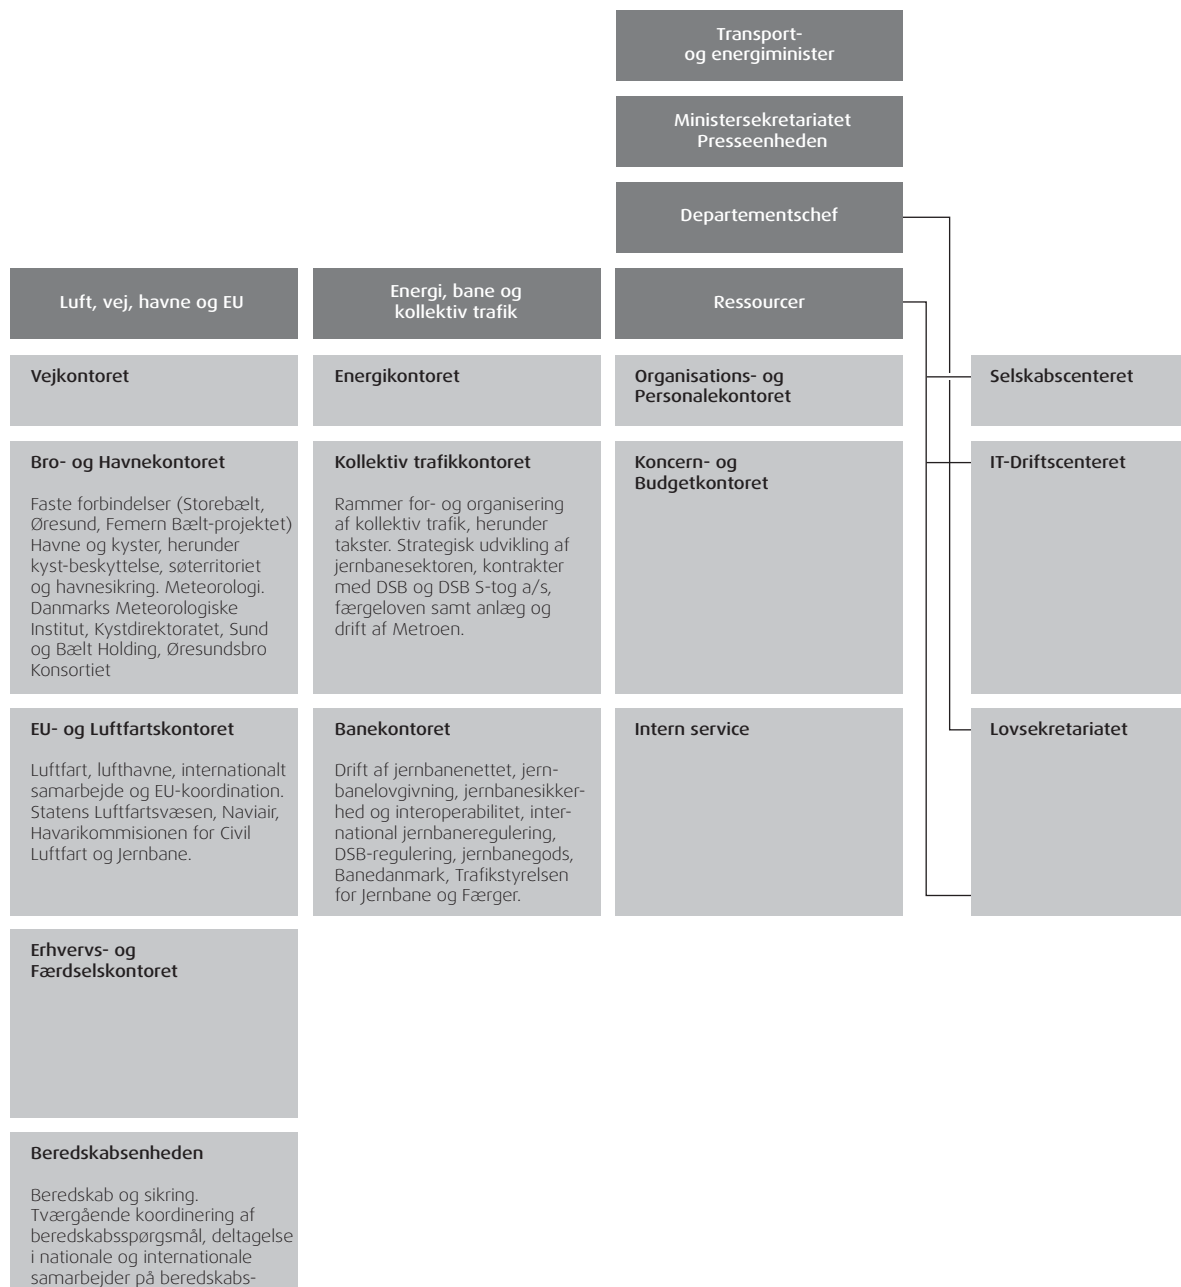 Transport-
og energiminister
Ministersekretariatet
Presseenheden
Departementschef
Luft, vej, havne og EU
Energi, bane og
kollektiv trafik
Ressourcer
Vejkontoret
Energikontoret
Organisations- og
Personalekontoret
Selskabscenteret
Bro- og Havnekontoret
Faste forbindelser (Storebælt,
Øresund, Femern Bælt-projektet)
Havne og kyster, herunder
kyst-beskyttelse, søterritoriet
og havnesikring. Meteorologi.
Danmarks Meteorologiske
Institut, Kystdirektoratet, Sund
og Bælt Holding, Øresundsbro
Konsortiet
Kollektiv trafikkontoret
Rammer for- og organisering
af kollektiv trafik, herunder
takster. Strategisk udvikling af
jernbanesektoren, kontrakter
med DSB og DSB S-tog a/s,
færgeloven samt anlæg og
drift af Metroen.
Koncern- og
Budgetkontoret
IT-Driftscenteret
EU- og Luftfartskontoret
Luftfart, lufthavne, internationalt
samarbejde og EU-koordination.
Statens Luftfartsvæsen, Naviair,
Havarikommisionen for Civil
Luftfart og Jernbane.
Banekontoret
Drift af jernbanenettet, jern-
banelovgivning, jernbanesikker-
hed og interoperabilitet, inter-
national jernbaneregulering,
DSB-regulering, jernbanegods,
Banedanmark, Trafikstyrelsen
for Jernbane og Færger.
Intern service
Lovsekretariatet
Erhvervs- og
Færdselskontoret
Beredskabsenheden
Beredskab og sikring.
Tværgående koordinering af
beredskabsspørgsmål, deltagelse
i nationale og internationale
samarbejder på beredskabs-